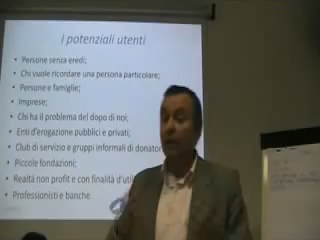 I potenziali utenti
• Persone senza eredi;
• Chi vuole ricordare una persona particolare;
• Persone e famiglie;
• Imprese;
• Chi ha il problema del dopo di noi;
• Enti d'erogazione pubblici e privati;
• Club di servizio e gruppi informali di donator
• Piccole fondazioni;
• Realtà non profit e con finalità d'util
• Professionisti e banche.